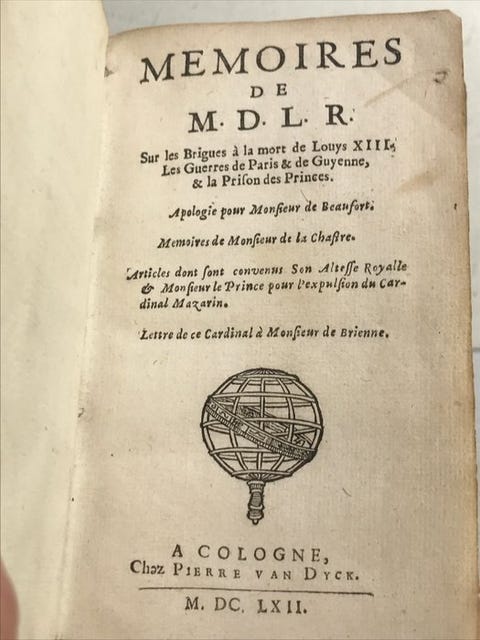 MEMOIRES
DE
M. D. L. R.
Sur les Brigues à la mort de Louys XIII,
Les Guerres de Paris & de Guyenne,
& la Prison des Princes.
Apologie pour Monsieur de Beaufort.
Memoires de Monsieur de la Chastre.
Articles dont sont convenus Son Altesse Royalle
& Monsieur le Prince pour l'expulsion du Car-
dinal Mazarin.
Lettre de ce Cardinal à Monsieur de Brienne.
A COLOGNE,
Chez PIERRE VAN DYCK.
M. DC. LXII.